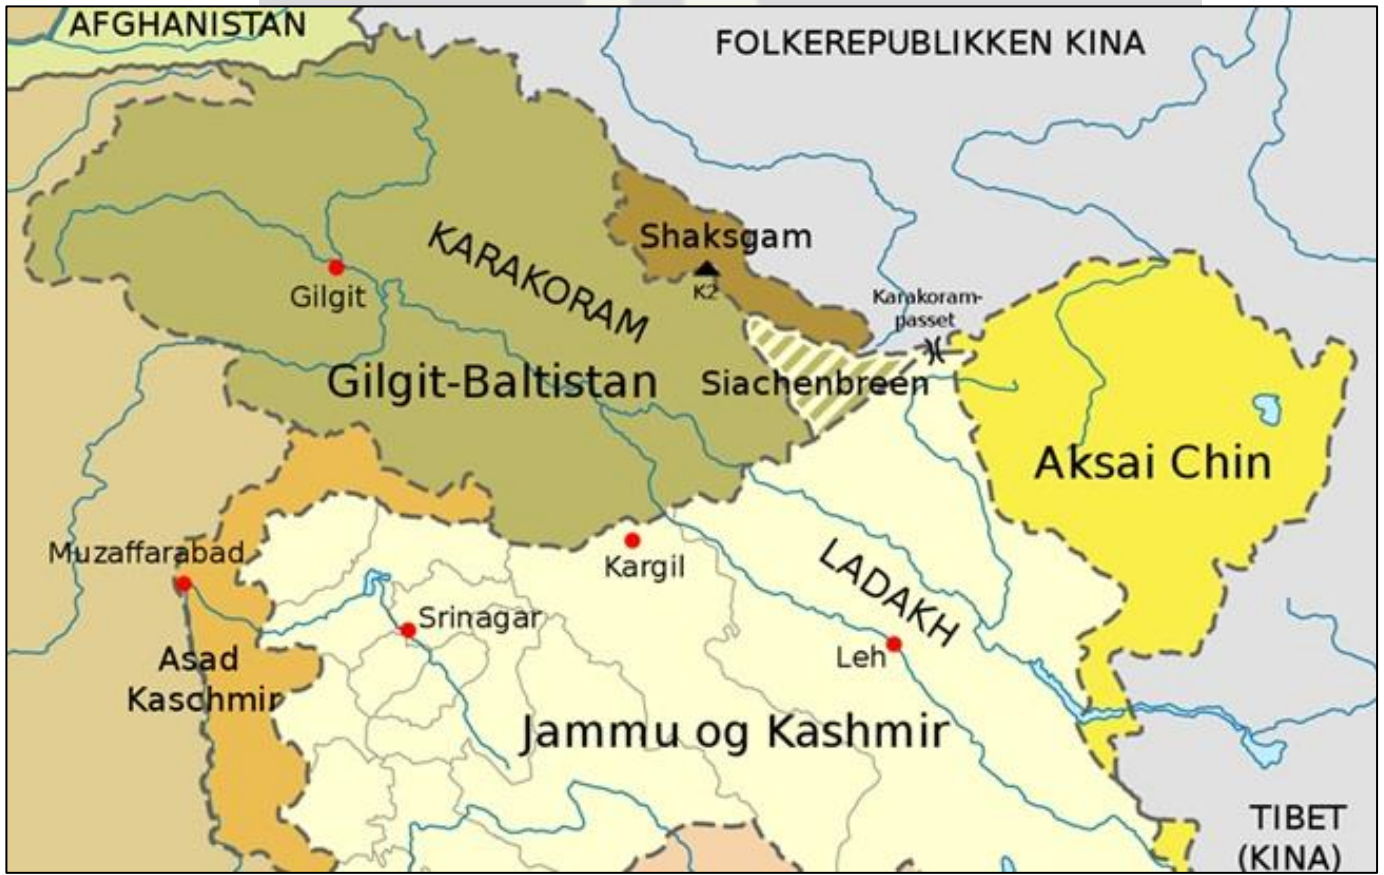 AFGHANISTAN
FOLKEREPUBLIKKEN KINA
Shaksgam
KARAKORAM
K2
Gilgit
Karakoram-
passet
Gilgit-Baltistan
Siachenbreen
Aksai Chin
Muzaffarabad
Kargil
LADAKH
Srinagar
Leh
Asad
Kaschmir
Jammu og Kashmir
TIBET
(KINA)